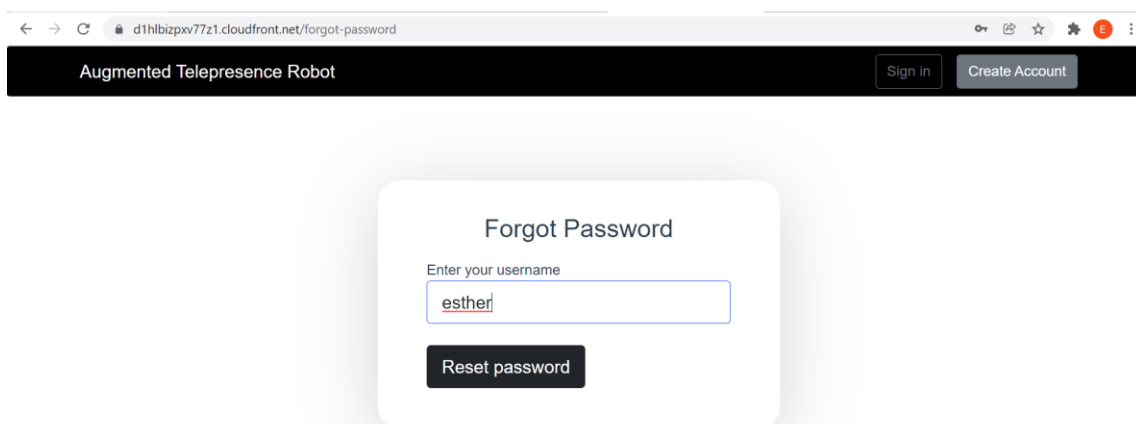 d1hlbizpxv77z1.cloudfront.net/forgot-password
E
Augmented Telepresence Robot
Sign in
Create Account
Forgot Password
Enter your username
esther
Reset password